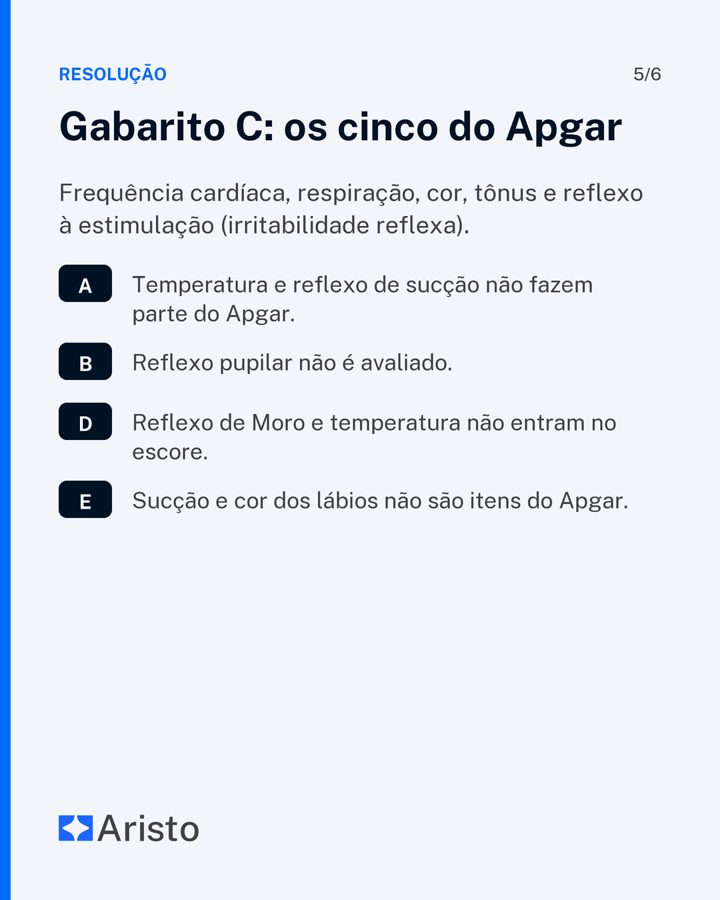 RESOLUÇÃO
5/6
Gabarito C: os cinco do Apgar
Frequência cardíaca, respiração, cor, tônus e reflexo
à estimulação (irritabilidade reflexa).
A
Temperatura e reflexo de sucção não fazem
parte do Apgar.
B
Reflexo pupilar não é avaliado.
D
Reflexo de Moro e temperatura não entram no
escore.
E
Sucção e cor dos lábios não são itens do Apgar.
Aristo